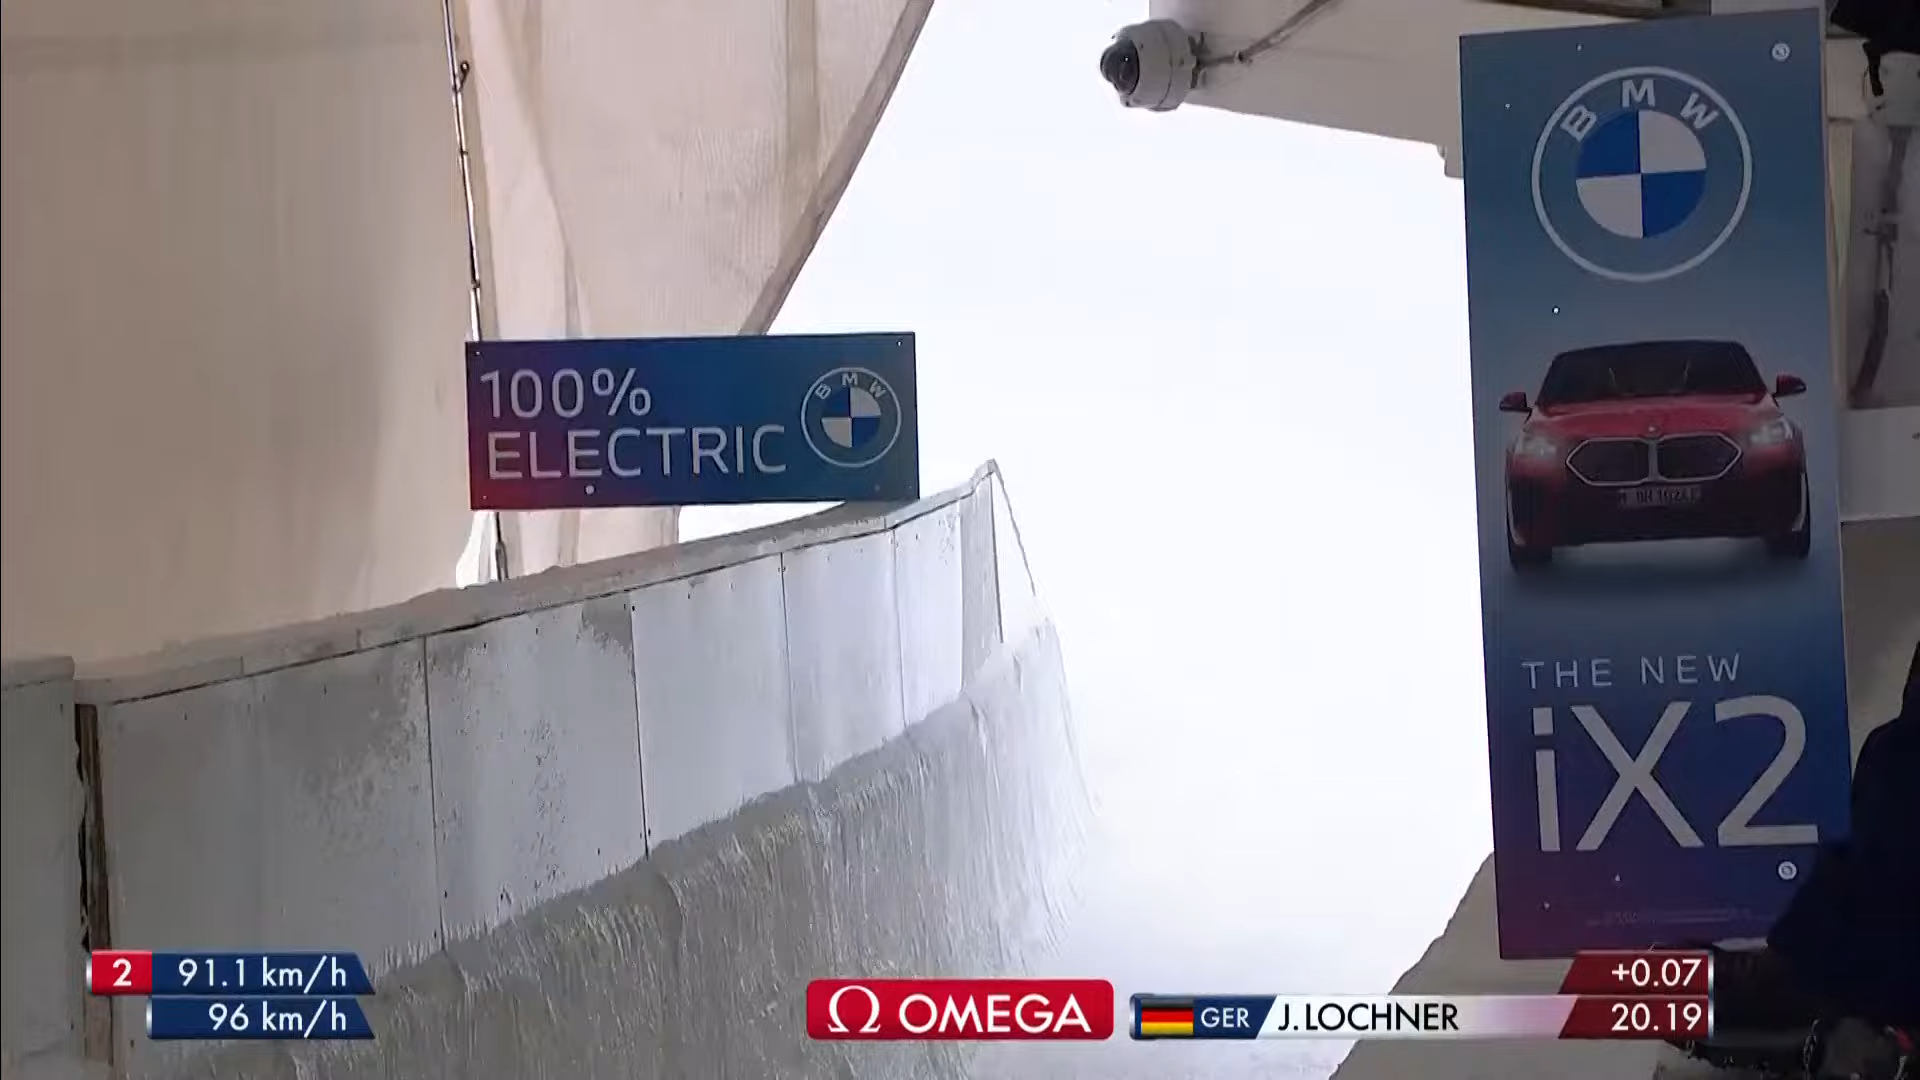 BMW
100%
ELECTRIC
BMW
THE NEW
iX2
2 91.1 km/h
96 km/h
Ω OMEGA
GER J. LOCHNER
+0.07
20.19